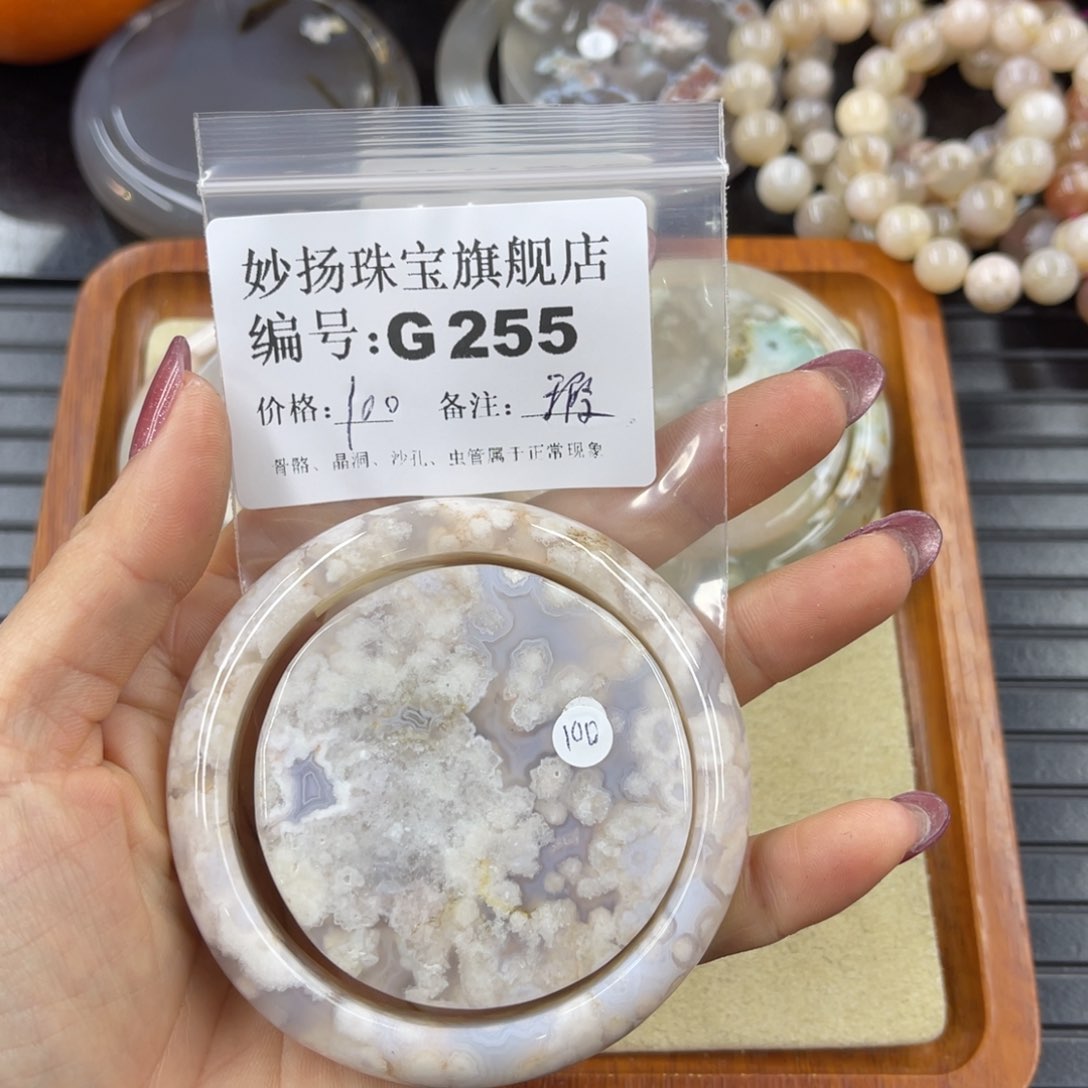 妙扬珠宝旗舰店
编号:G255
价格:100 备注:瑕
骨骼、晶洞、沙孔、虫管属于正常现象
100